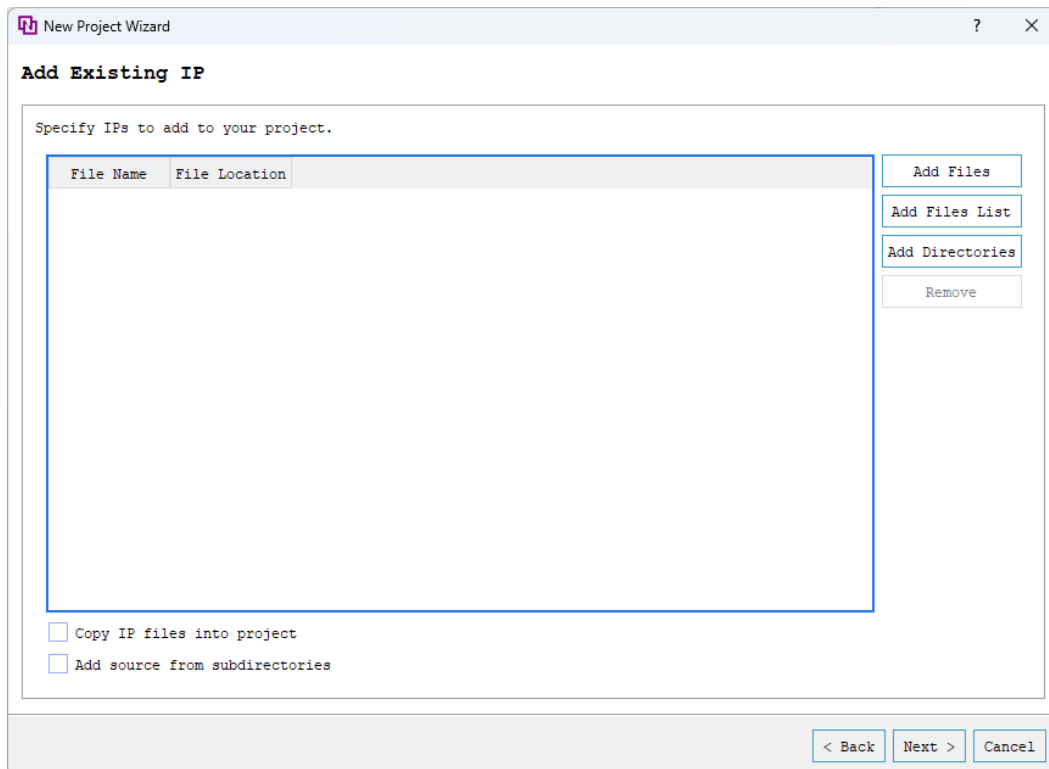 New Project Wizard ?
Add Existing IP
Specify IPs to add to your project.
File Name File Location
Add Files
Add Files List
Add Directories
Remove
Copy IP files into project
Add source from subdirectories
< Back Next > Cancel